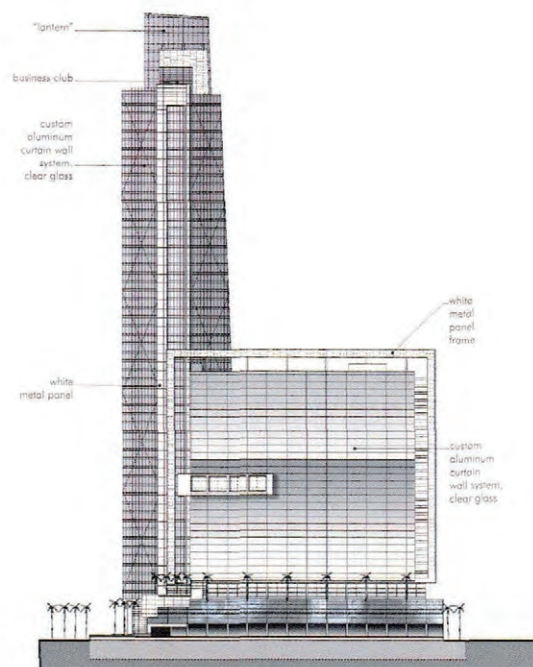 "lantern"
business club
custom
aluminum
curtain wall
system,
clear glass
white
metal
panel
frame
white
metal panel
custom
aluminum
curtain
wall system,
clear glass